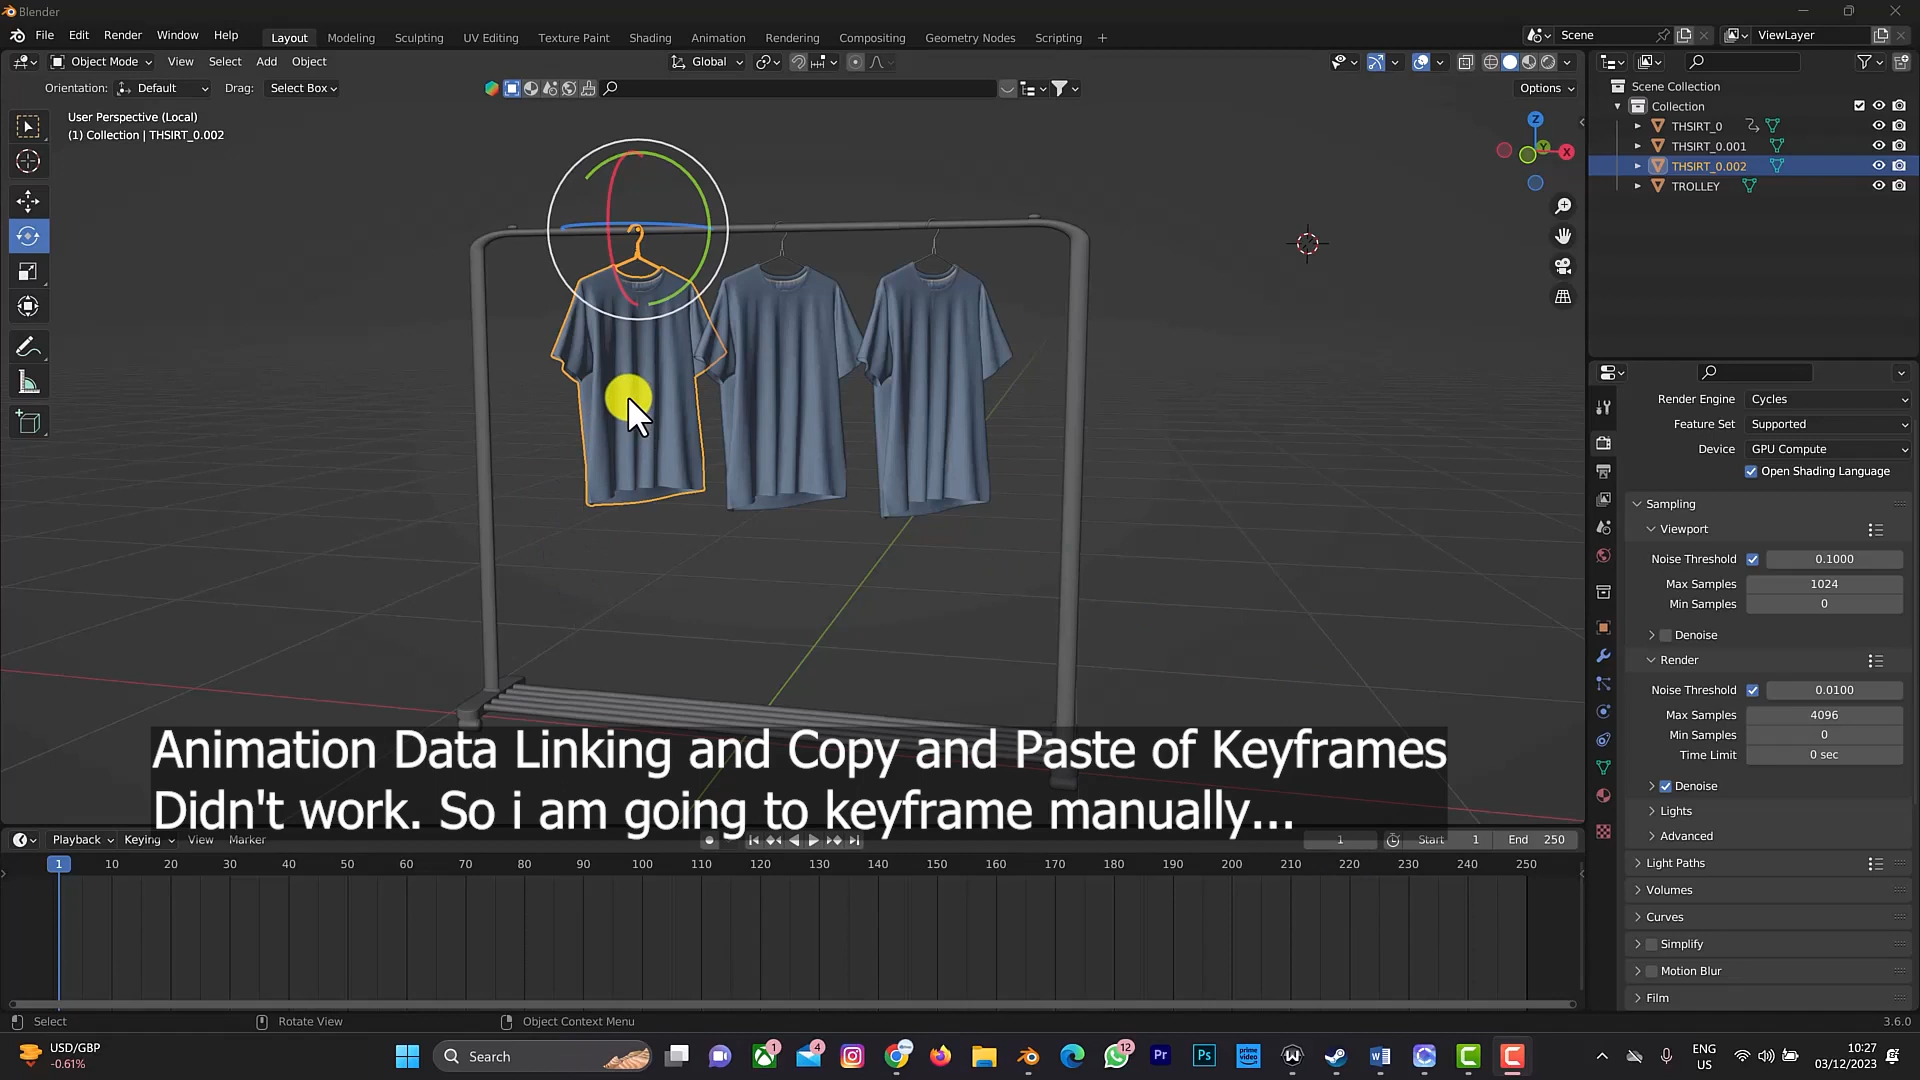 Blender
File Edit Render Window Help
Layout Modeling Sculpting UV Editing Texture Paint Shading Animation Rendering Compositing Geometry Nodes Scripting +
Scene
ViewLayer
Object Mode View Select Add Object
Global
Orientation: Default Drag: Select Box
Options
User Perspective (Local)
(1) Collection | THSIRT_0.002
Z
Y
X
Scene Collection
Collection
THSIRT_0
THSIRT_0.001
THSIRT_0.002
TROLLEY
Render Engine Cycles
Feature Set Supported
Device GPU Compute
Open Shading Language
Sampling
Viewport
Noise Threshold 0.1000
Max Samples 1024
Min Samples 0
Denoise
Render
Noise Threshold 0.0100
Max Samples 4096
Min Samples 0
Time Limit 0 sec
Denoise
Lights
Advanced
Light Paths
Volumes
Curves
Simplify
Motion Blur
Film
Animation Data Linking and Copy and Paste of Keyframes
Didn't work. So i am going to keyframe manually...
Playback Keying View Marker
1 Start 1 End 250
1 10 20 30 40 50 60 70 80 90 100 110 120 130 140 150 160 170 180 190 200 210 220 230 240 250
Select Rotate View Object Context Menu 3.6.0
USD/GBP
-0.61%
Search
1
4
12
Pr
Ps
prime video
ENG
US
10:27
03/12/2023